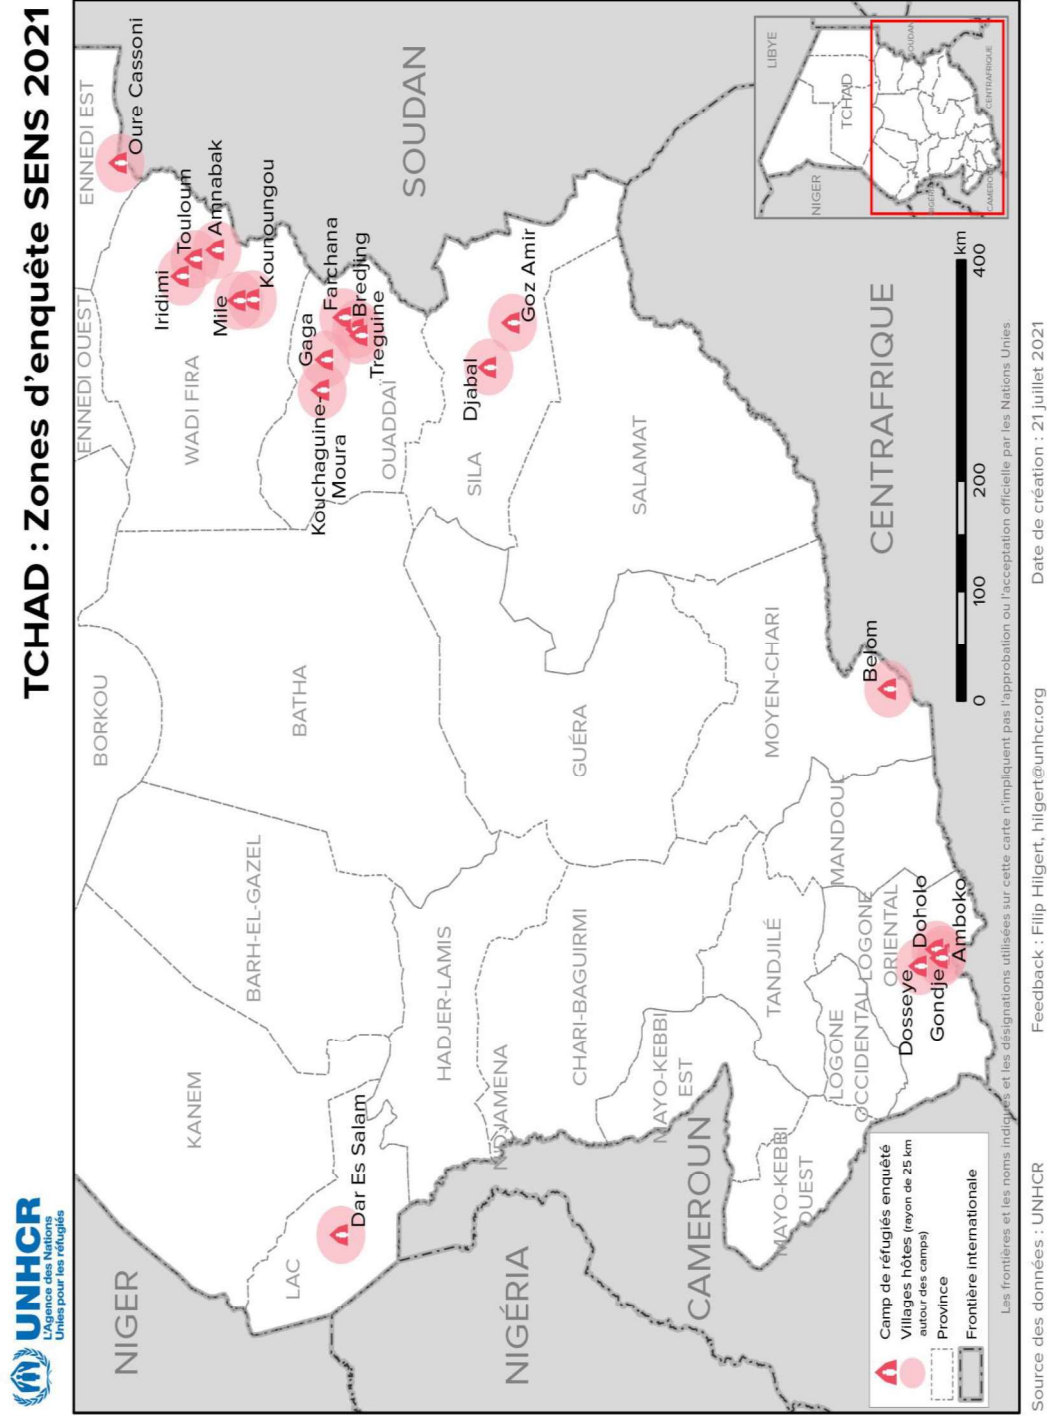 UNHCR
L'Agence des Nations
Unies pour les réfugiés
TCHAD : Zones d'enquête SENS 2021
NIGER
BORKOU
ENNEDI OUEST
ENNEDI EST
Oure Cassoni
KANEM
BARH-EL-GAZEL
BATHA
WADI FIRA
Iridimi
Touloum
Amnabak
Mile
Kounoungou
LAC
Dar Es Salam
Kouchaguine-
Moura
Gaga
Farchana
Bredjing
Treguine
OUADDAÏ
SOUDAN
HADJER-LAMIS
NDJAMENA
SILA
Djabal
Goz Amir
NIGÉRIA
CHARI-BAGUIRMI
GUÉRA
SALAMAT
MAYO-KEBBI
EST
CAMEROUN
MAYO-KEBBI
OUEST
TANDJILÉ
MOYEN-CHARI
LOGONE
OCCIDENTAL
LOGONE
ORIENTAL
MANDOUL
Belom
CENTRAFRIQUE
Dosseye
Doholo
Gondje
Amboko
LIBYE
NIGER
TCHAD
SOUDAN
CENTRAFRIQUE
CAMEROUN
0 100 200 400
km
Camp de réfugiés enquêté
Villages hôtes (rayon de 25 km
autour des camps)
Province
Frontière internationale
Les frontières et les noms indiqués et les désignations utilisées sur cette carte n'impliquent pas l'approbation ou l'acceptation officielle par les Nations Unies
Source des données : UNHCR
Feedback : Filip Hilgert, hilgert@unhcr.org
Date de création : 21 juillet 2021